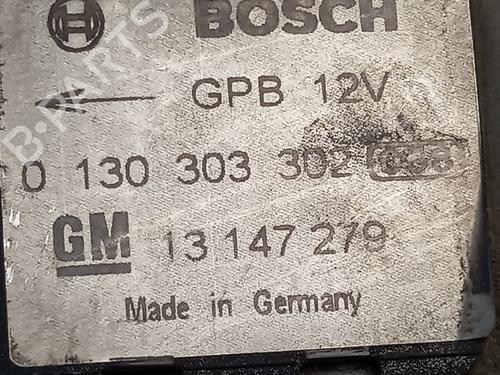 BOSCH
GPB 12V
0 130 303 302
GM 13 147 279
Made in Germany
B-PARTS